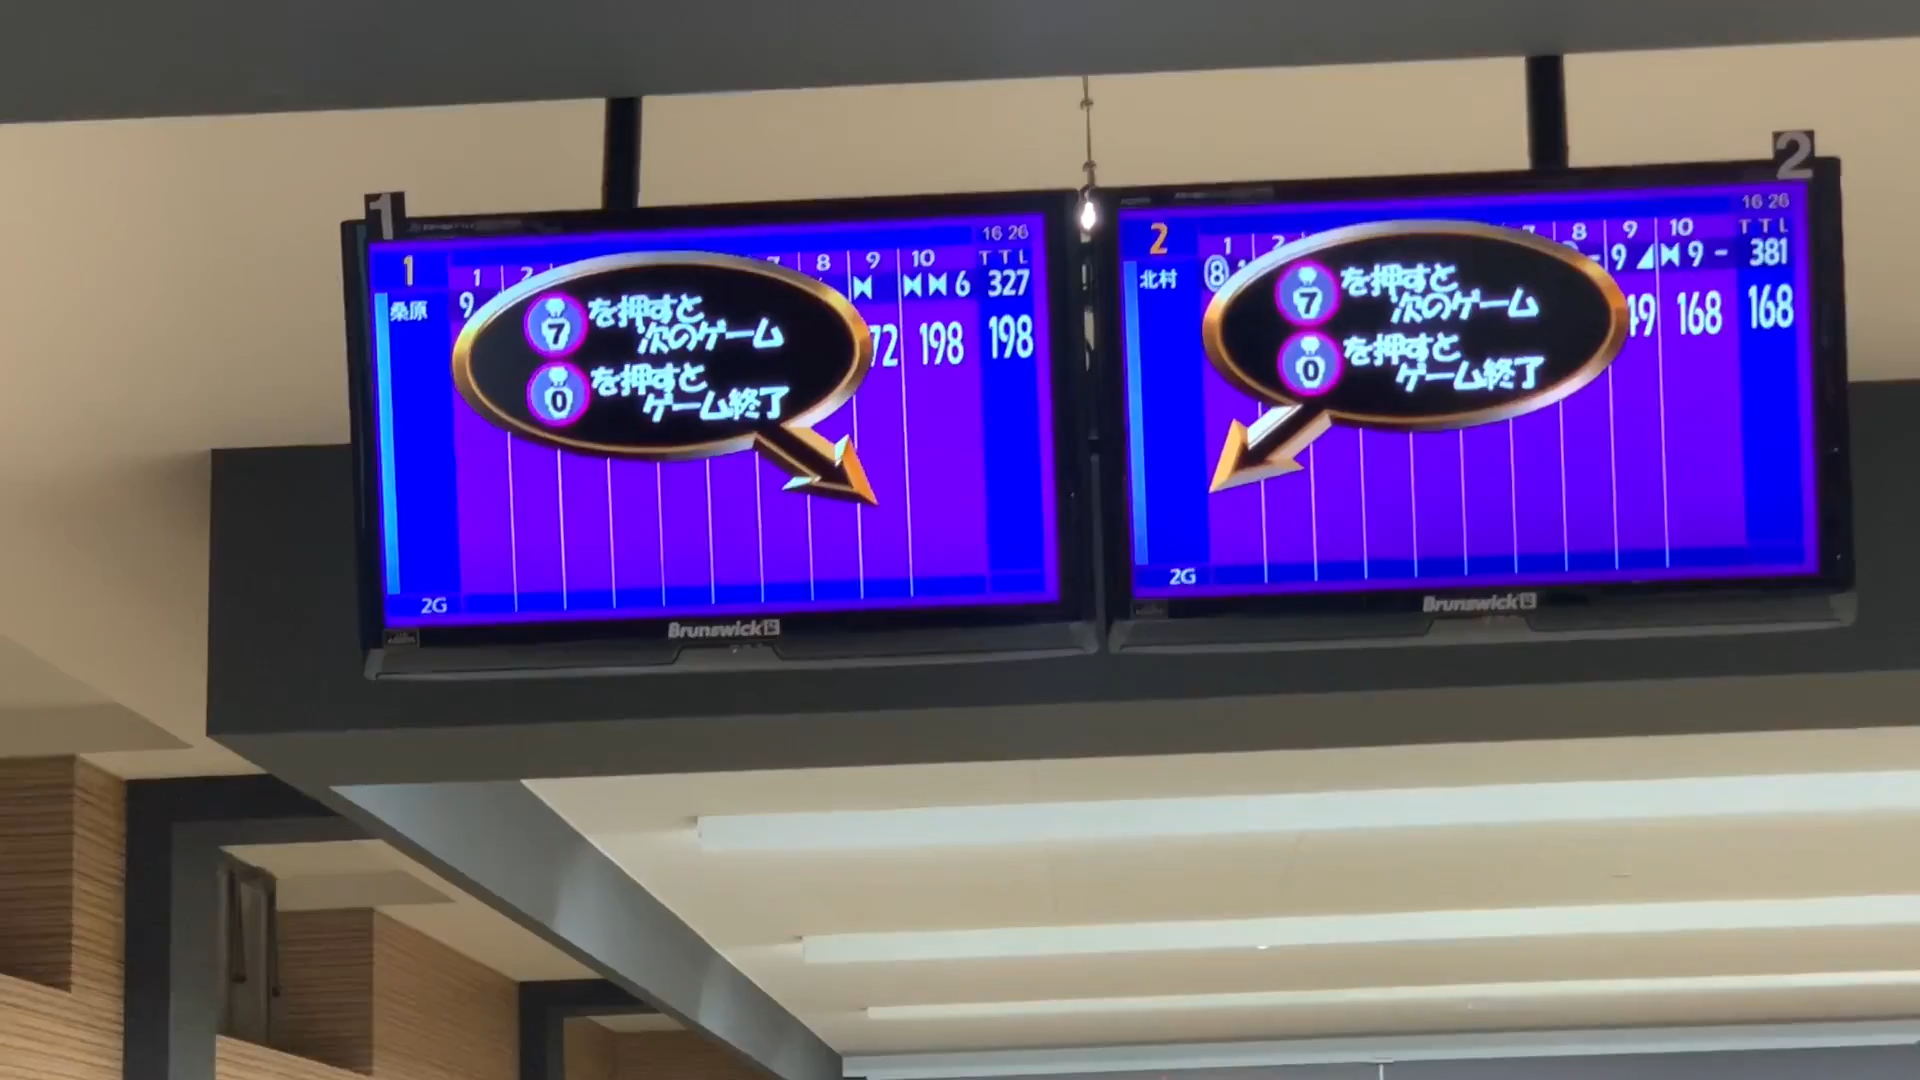 1
1
16 26
1 2 7 8 9 10 TTL
桑原
9 6 327
72 198 198
7を押すと
次のゲーム
0を押すと
ゲーム終了
2G
Brunswick
2
2
16 26
1 2 7 8 9 10 TTL
北村
8 - 9 9 - 381
49 168 168
7を押すと
次のゲーム
0を押すと
ゲーム終了
2G
Brunswick